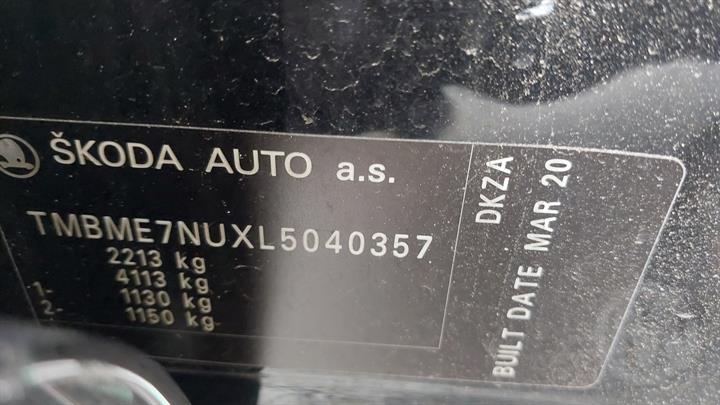 ŠKODA AUTO a.s.
TMBME7NUXL5040357
2213 kg
4113 kg
1- 1130 kg
2- 1150 kg
DKZA
BUILT DATE MAR 20